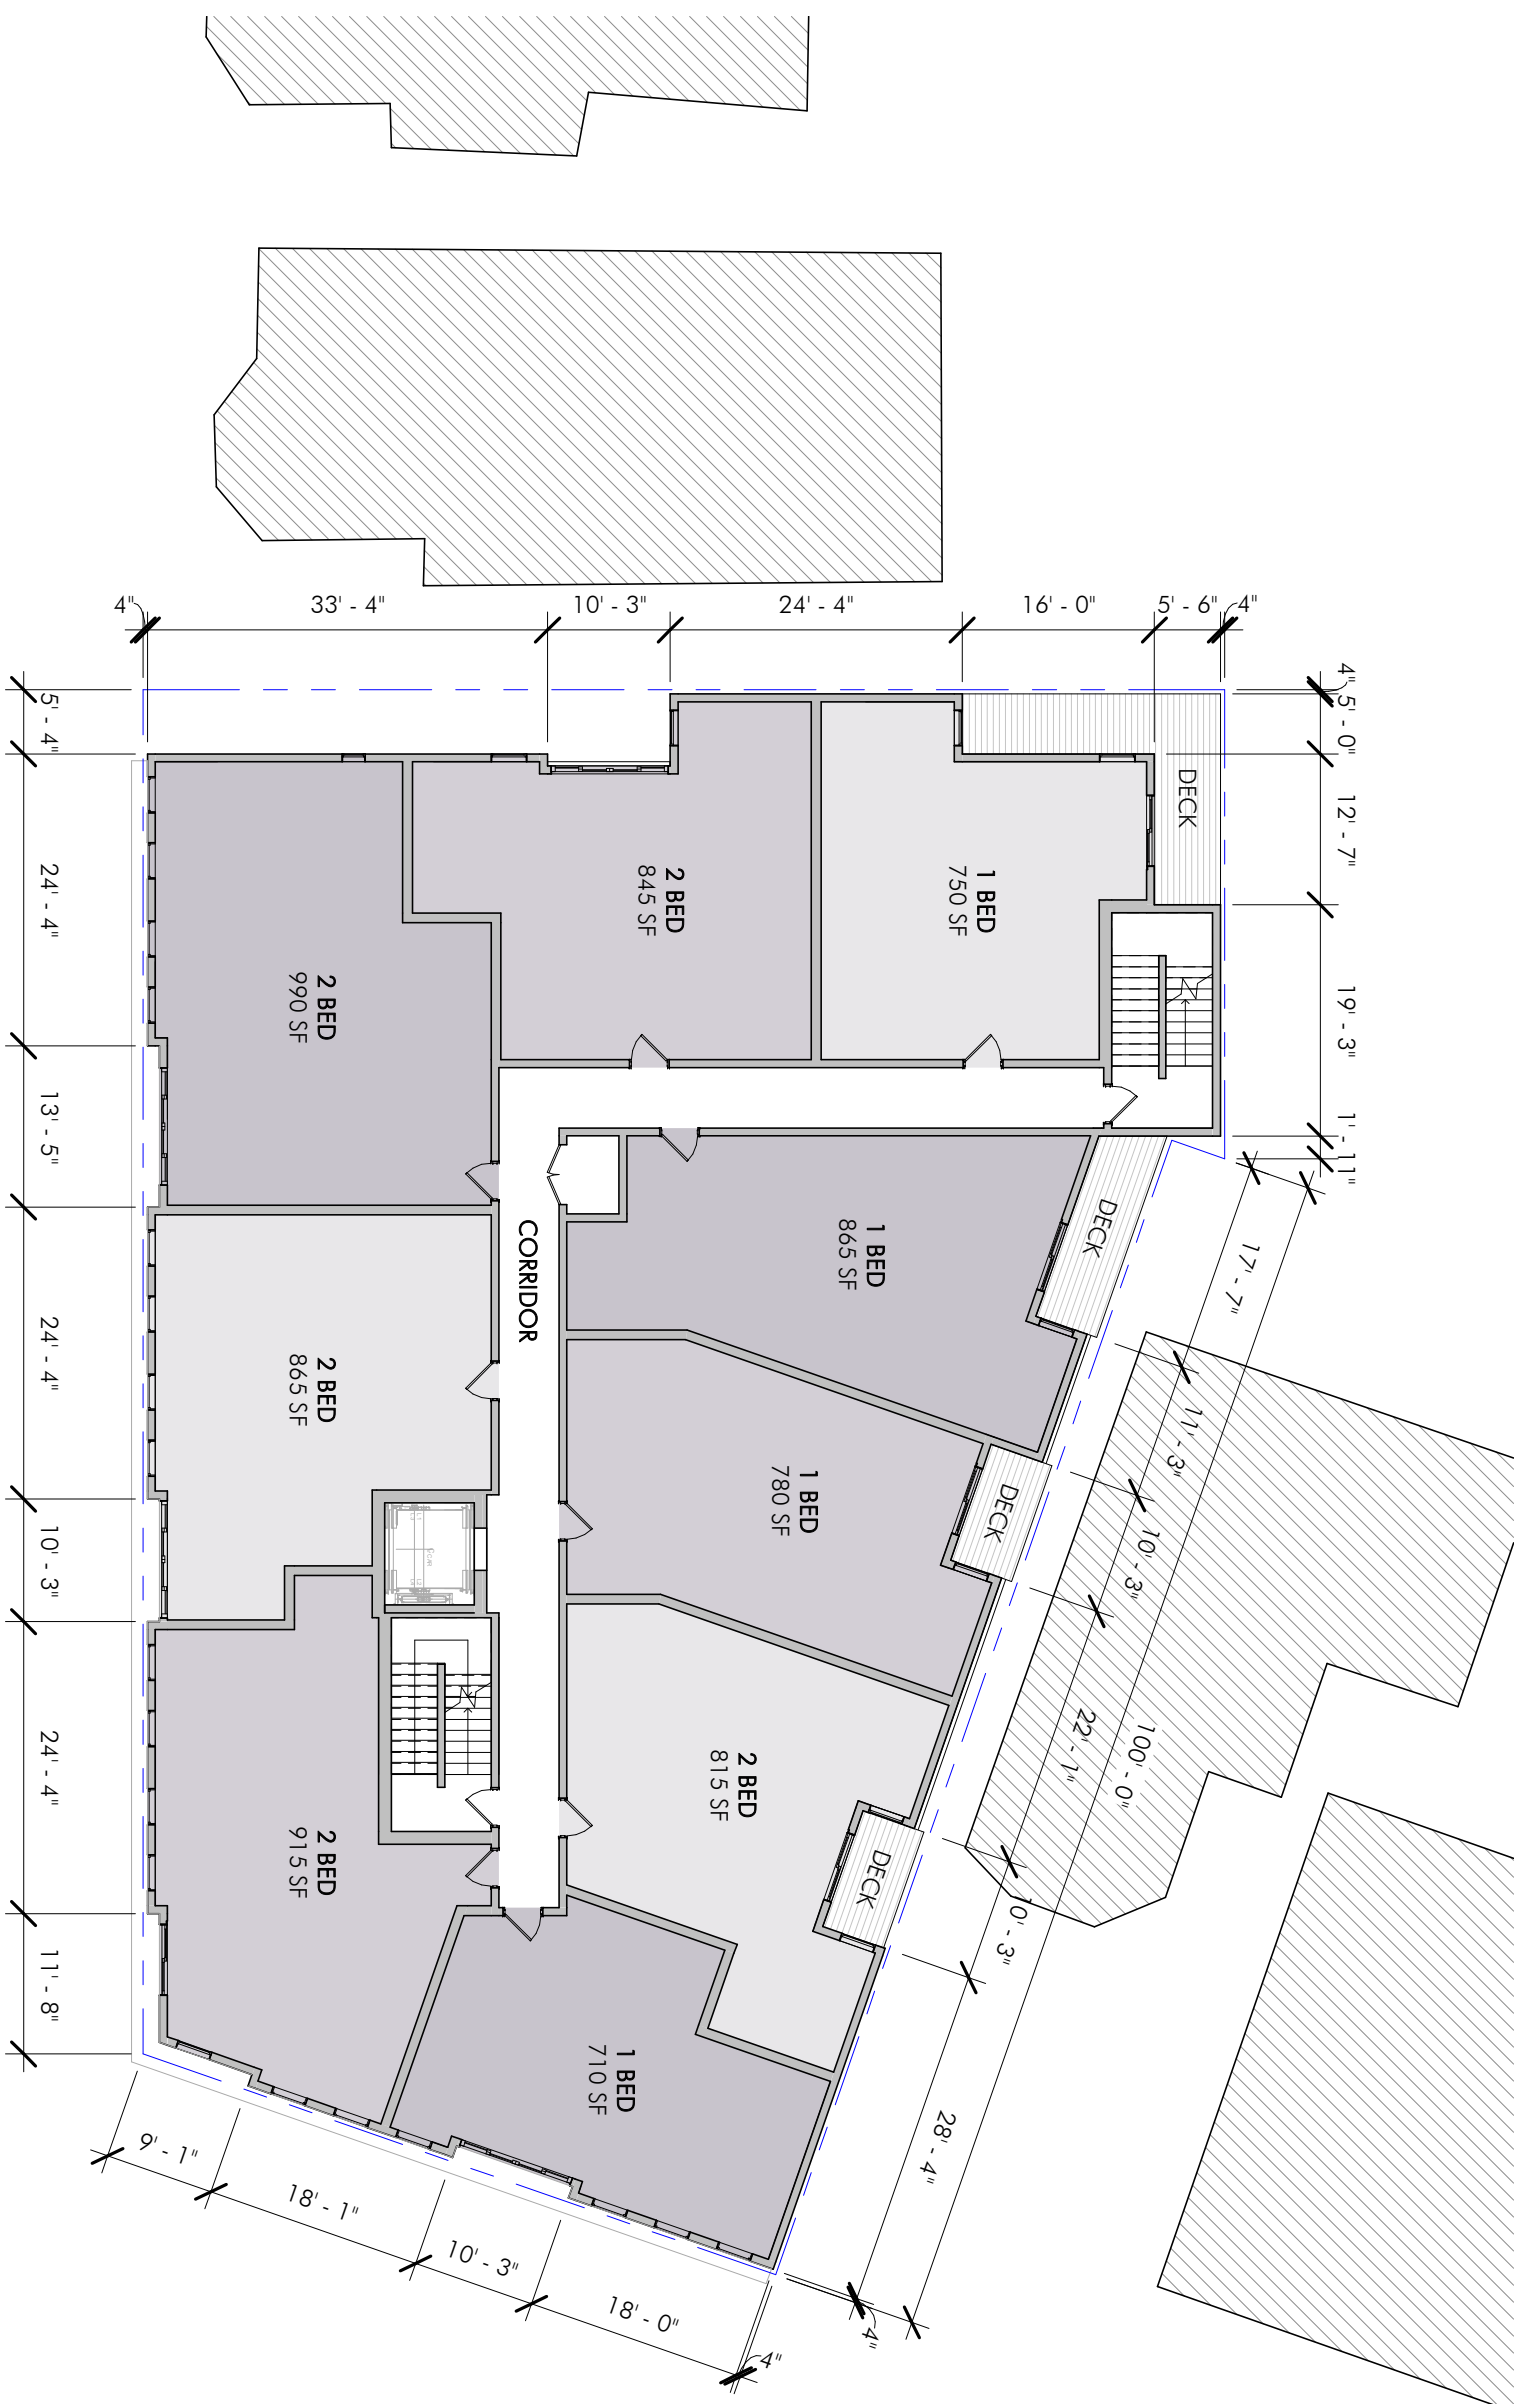 4"
33' - 4"
10' - 3"
24' - 4"
16' - 0"
5' - 6"
4"
4"
5' - 0"
12' - 7"
19' - 3"
1' - 11"
5' - 4"
24' - 4"
13' - 5"
24' - 4"
10' - 3"
24' - 4"
11' - 8"
DECK
1 BED
750 SF
2 BED
845 SF
2 BED
990 SF
CORRIDOR
1 BED
865 SF
DECK
2 BED
865 SF
1 BED
780 SF
DECK
2 BED
815 SF
DECK
2 BED
915 SF
1 BED
710 SF
17' - 7"
11' - 3"
10' - 3"
22' - 1"
100' - 0"
10' - 3"
28' - 4"
4"
9' - 1"
18' - 1"
10' - 3"
18' - 0"
4"